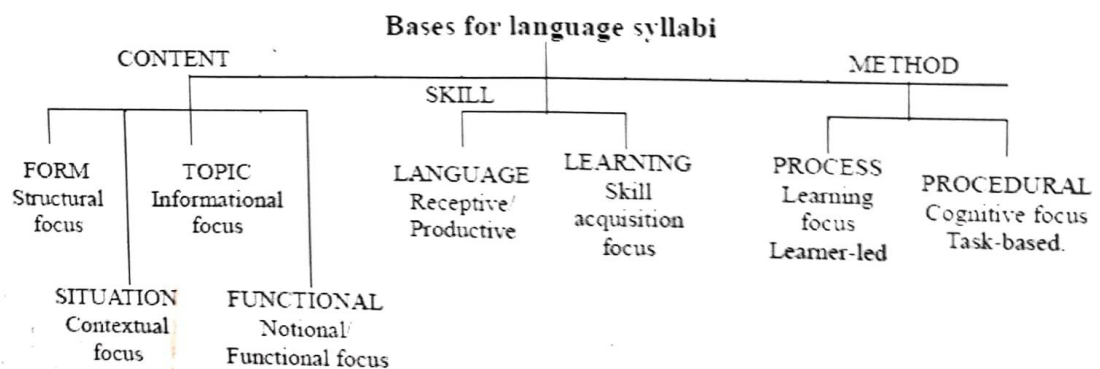 Bases for language syllabi
CONTENT
METHOD
SKILL
FORM
Structural
focus
TOPIC
Informational
focus
LANGUAGE
Receptive/
Productive
LEARNING
Skill
acquisition
focus
PROCESS
Learning
focus
Learner-led
PROCEDURAL
Cognitive focus
Task-based.
SITUATION
Contextual
focus
FUNCTIONAL
Notional/
Functional focus